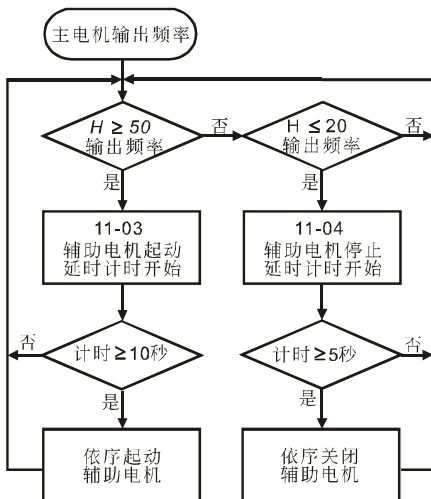 主电机输出频率
H ≥ 50
输出频率
否
H ≤ 20
输出频率
否
是
是
11-03
辅助电机起动
延时计时开始
11-04
辅助电机停止
延时计时开始
否
计时≥10秒
计时≥5秒
否
是
是
依序起动
辅助电机
依序关闭
辅助电机